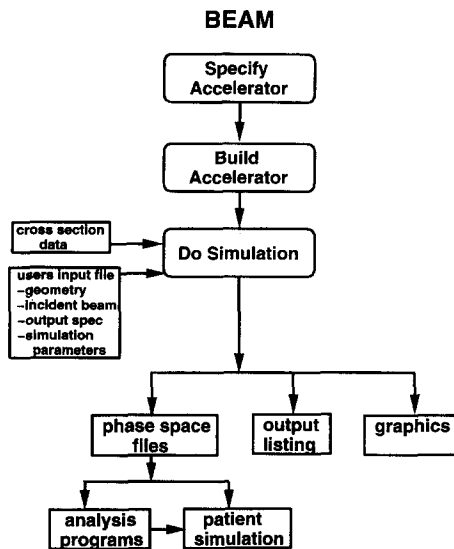 BEAM
Specify
Accelerator
Build
Accelerator
cross section
data
Do Simulation
users input file
-geometry
-incident beam
-output spec
-simulation
parameters
phase space
files
output
listing
graphics
analysis
programs
patient
simulation